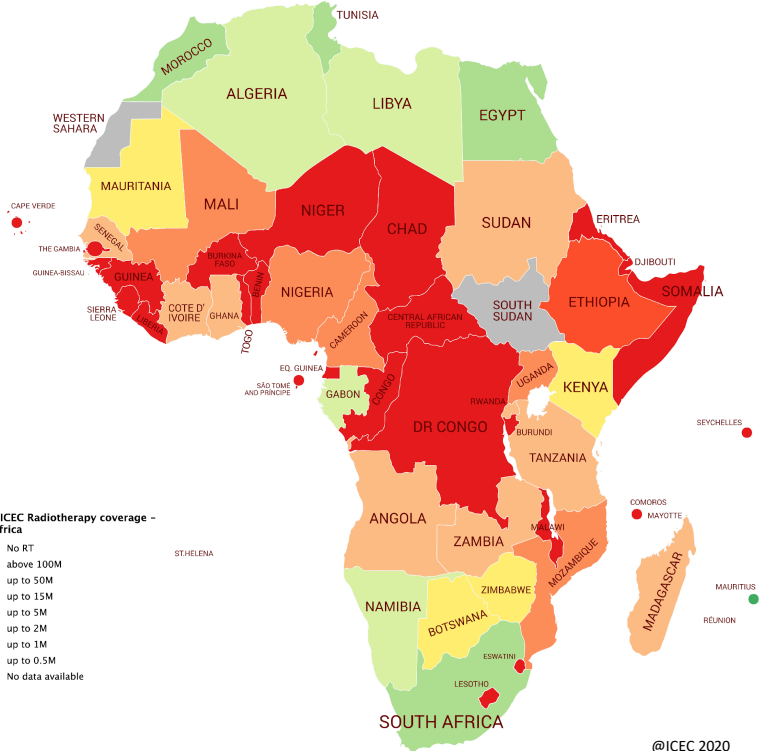 TUNISIA
MOROCCO
ALGERIA
LIBYA
EGYPT
WESTERN
SAHARA
MAURITANIA
MALI
NIGER
CHAD
SUDAN
CAPE VERDE
ERITREA
SENEGAL
THE GAMBIA
DJIBOUTI
BURKINA
FASO
GUINEA-BISSAU
GUINEA
BENIN
NIGERIA
SOMALIA
ETHIOPIA
SOUTH
SUDAN
SIERRA
LEONE
LIBERIA
COTE D'
IVOIRE
GHANA
TOGO
CAMEROON
CENTRAL AFRICAN
REPUBLIC
EQ. GUINEA
SÃO TOMÉ
AND PRÍNCIPE
GABON
CONGO
UGANDA
KENYA
RWANDA
DR CONGO
BURUNDI
SEYCHELLES
TANZANIA
COMOROS
MAYOTTE
ICEC Radiotherapy coverage –
frica
No RT
above 100M
up to 50M
up to 15M
up to 5M
up to 2M
up to 1M
up to 0.5M
No data available
ST.HELENA
ANGOLA
MALAWI
ZAMBIA
MOZAMBIQUE
MADAGASCAR
ZIMBABWE
MAURITIUS
NAMIBIA
BOTSWANA
RÉUNION
ESWATINI
LESOTHO
SOUTH AFRICA
@ICEC 2020